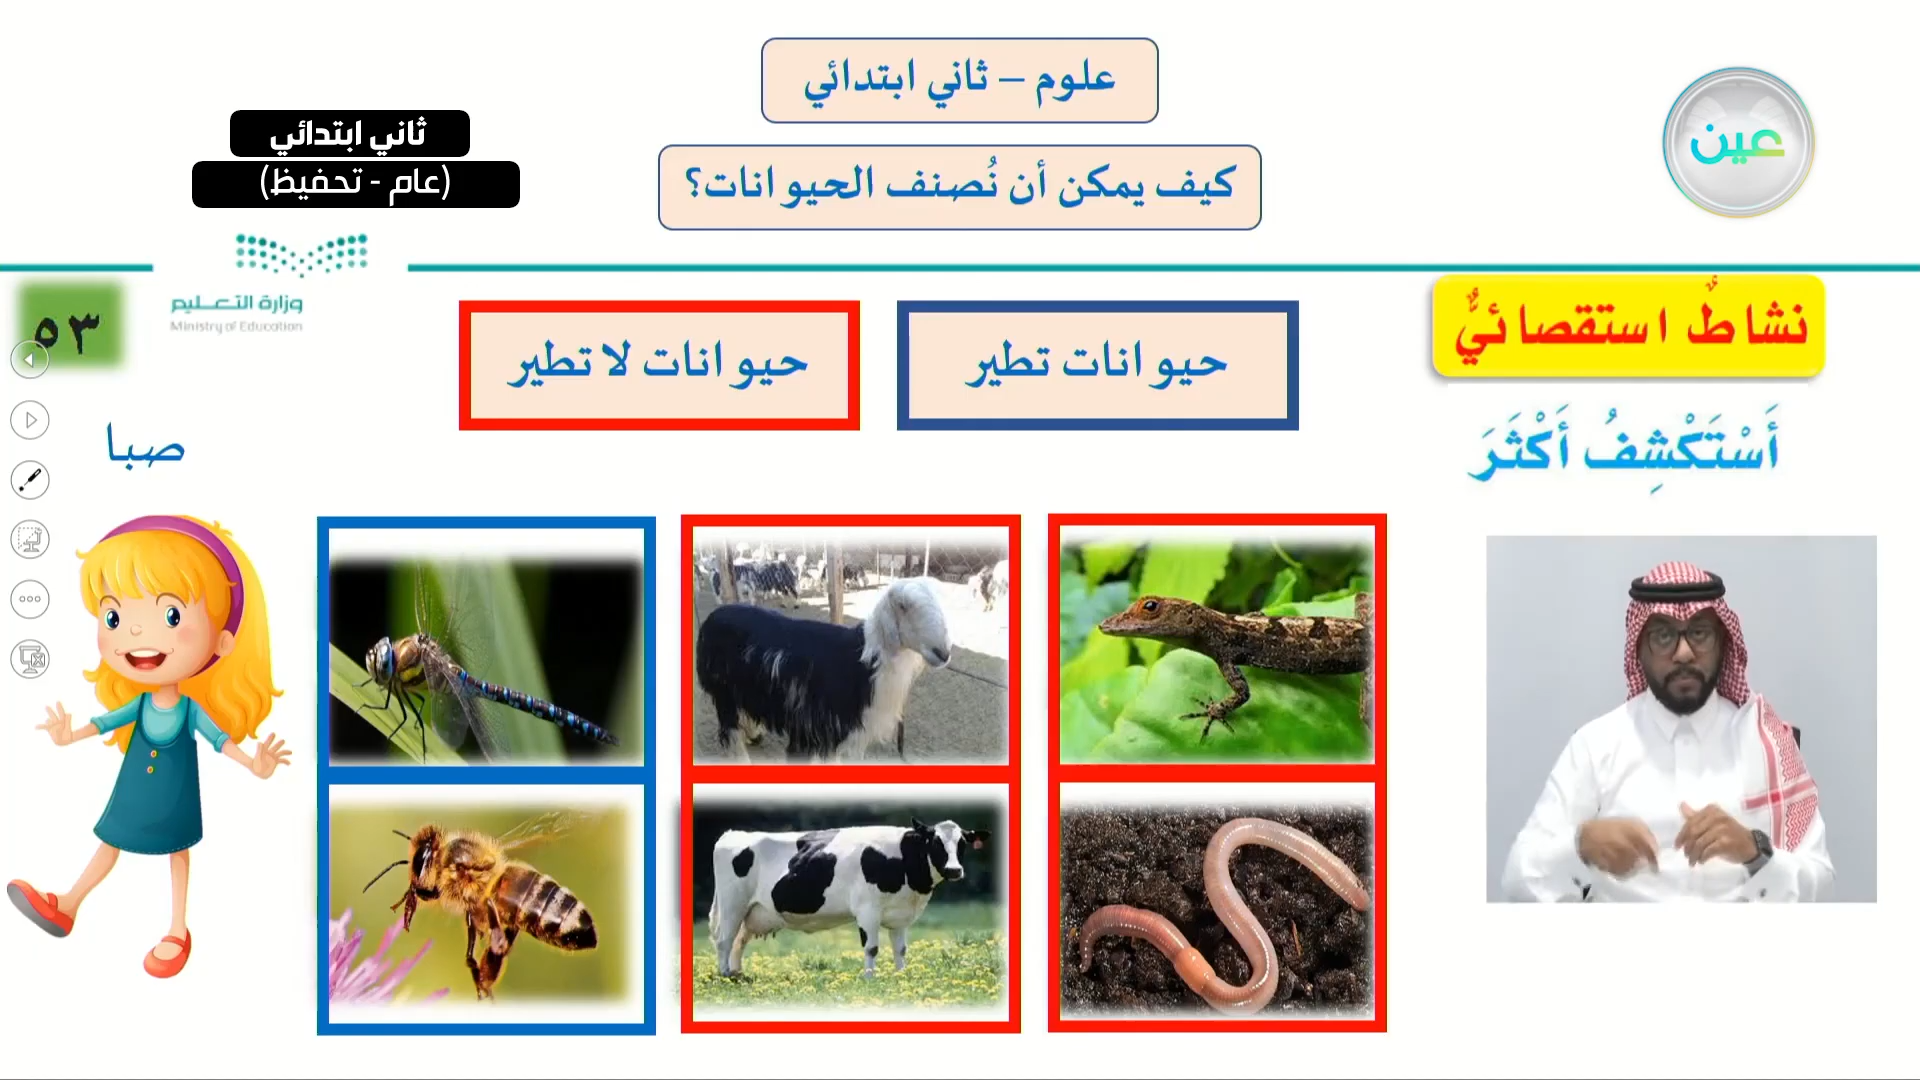 علوم – ثاني ابتدائي
عين
ثاني ابتدائي
(عام - تحفيظ)
كيف يمكن أن نُصنف الحيوانات؟
وزارة التعليم
Ministry of Education
٥٣
نشاطٌ استقصائيٌّ
حيوانات تطير
حيوانات لا تطير
أَسْتَكْشِفُ أَكْثَرَ
صبا